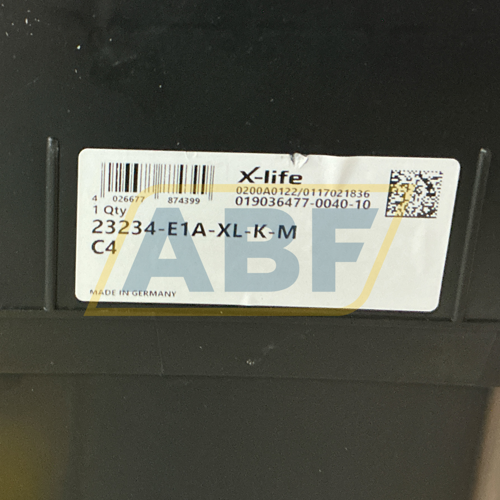 X-life
0200A0122/0117021836
019036477-0040-10
4 026677 874399
1 Qty
23234-E1A-XL-K-M
C4
MADE IN GERMANY
ABF